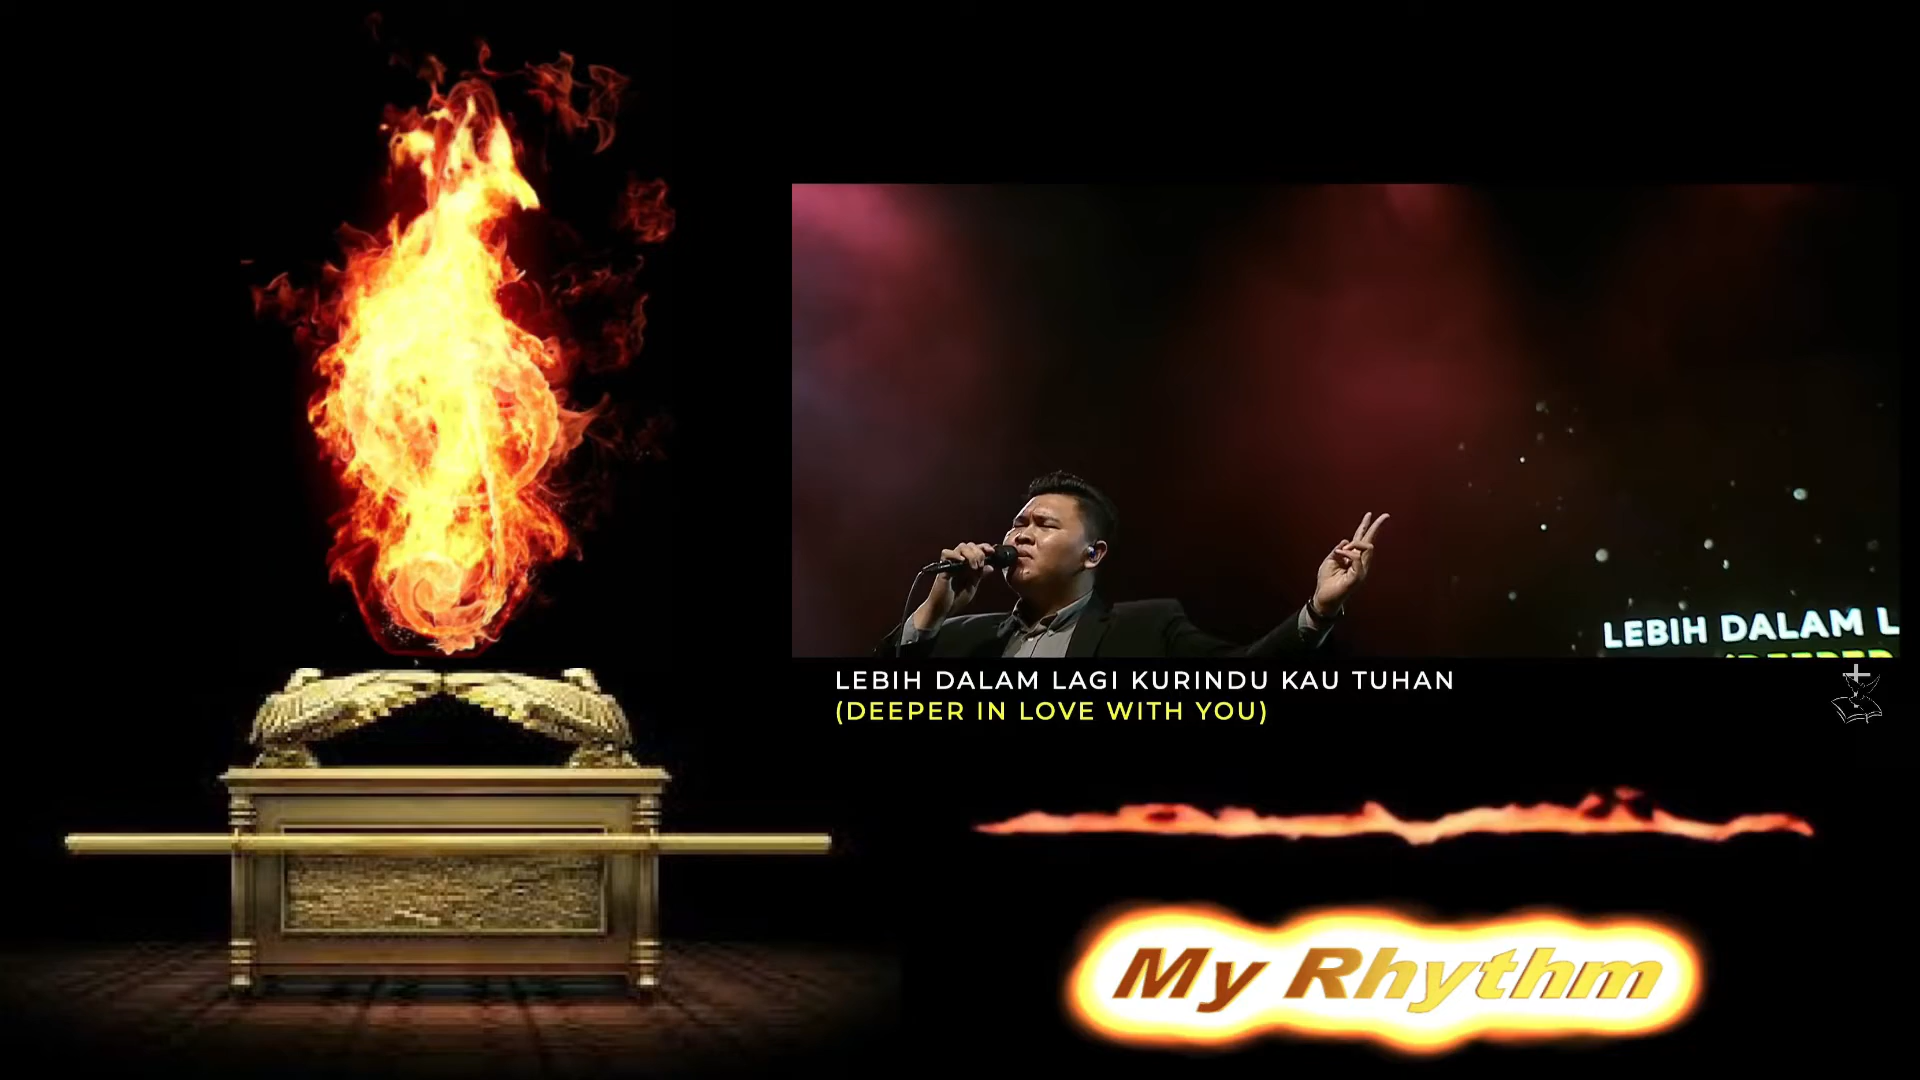 LEBIH DALAM L
LEBIH DALAM LAGI KURINDU KAU TUHAN
(DEEPER IN LOVE WITH YOU)
My Rhythm